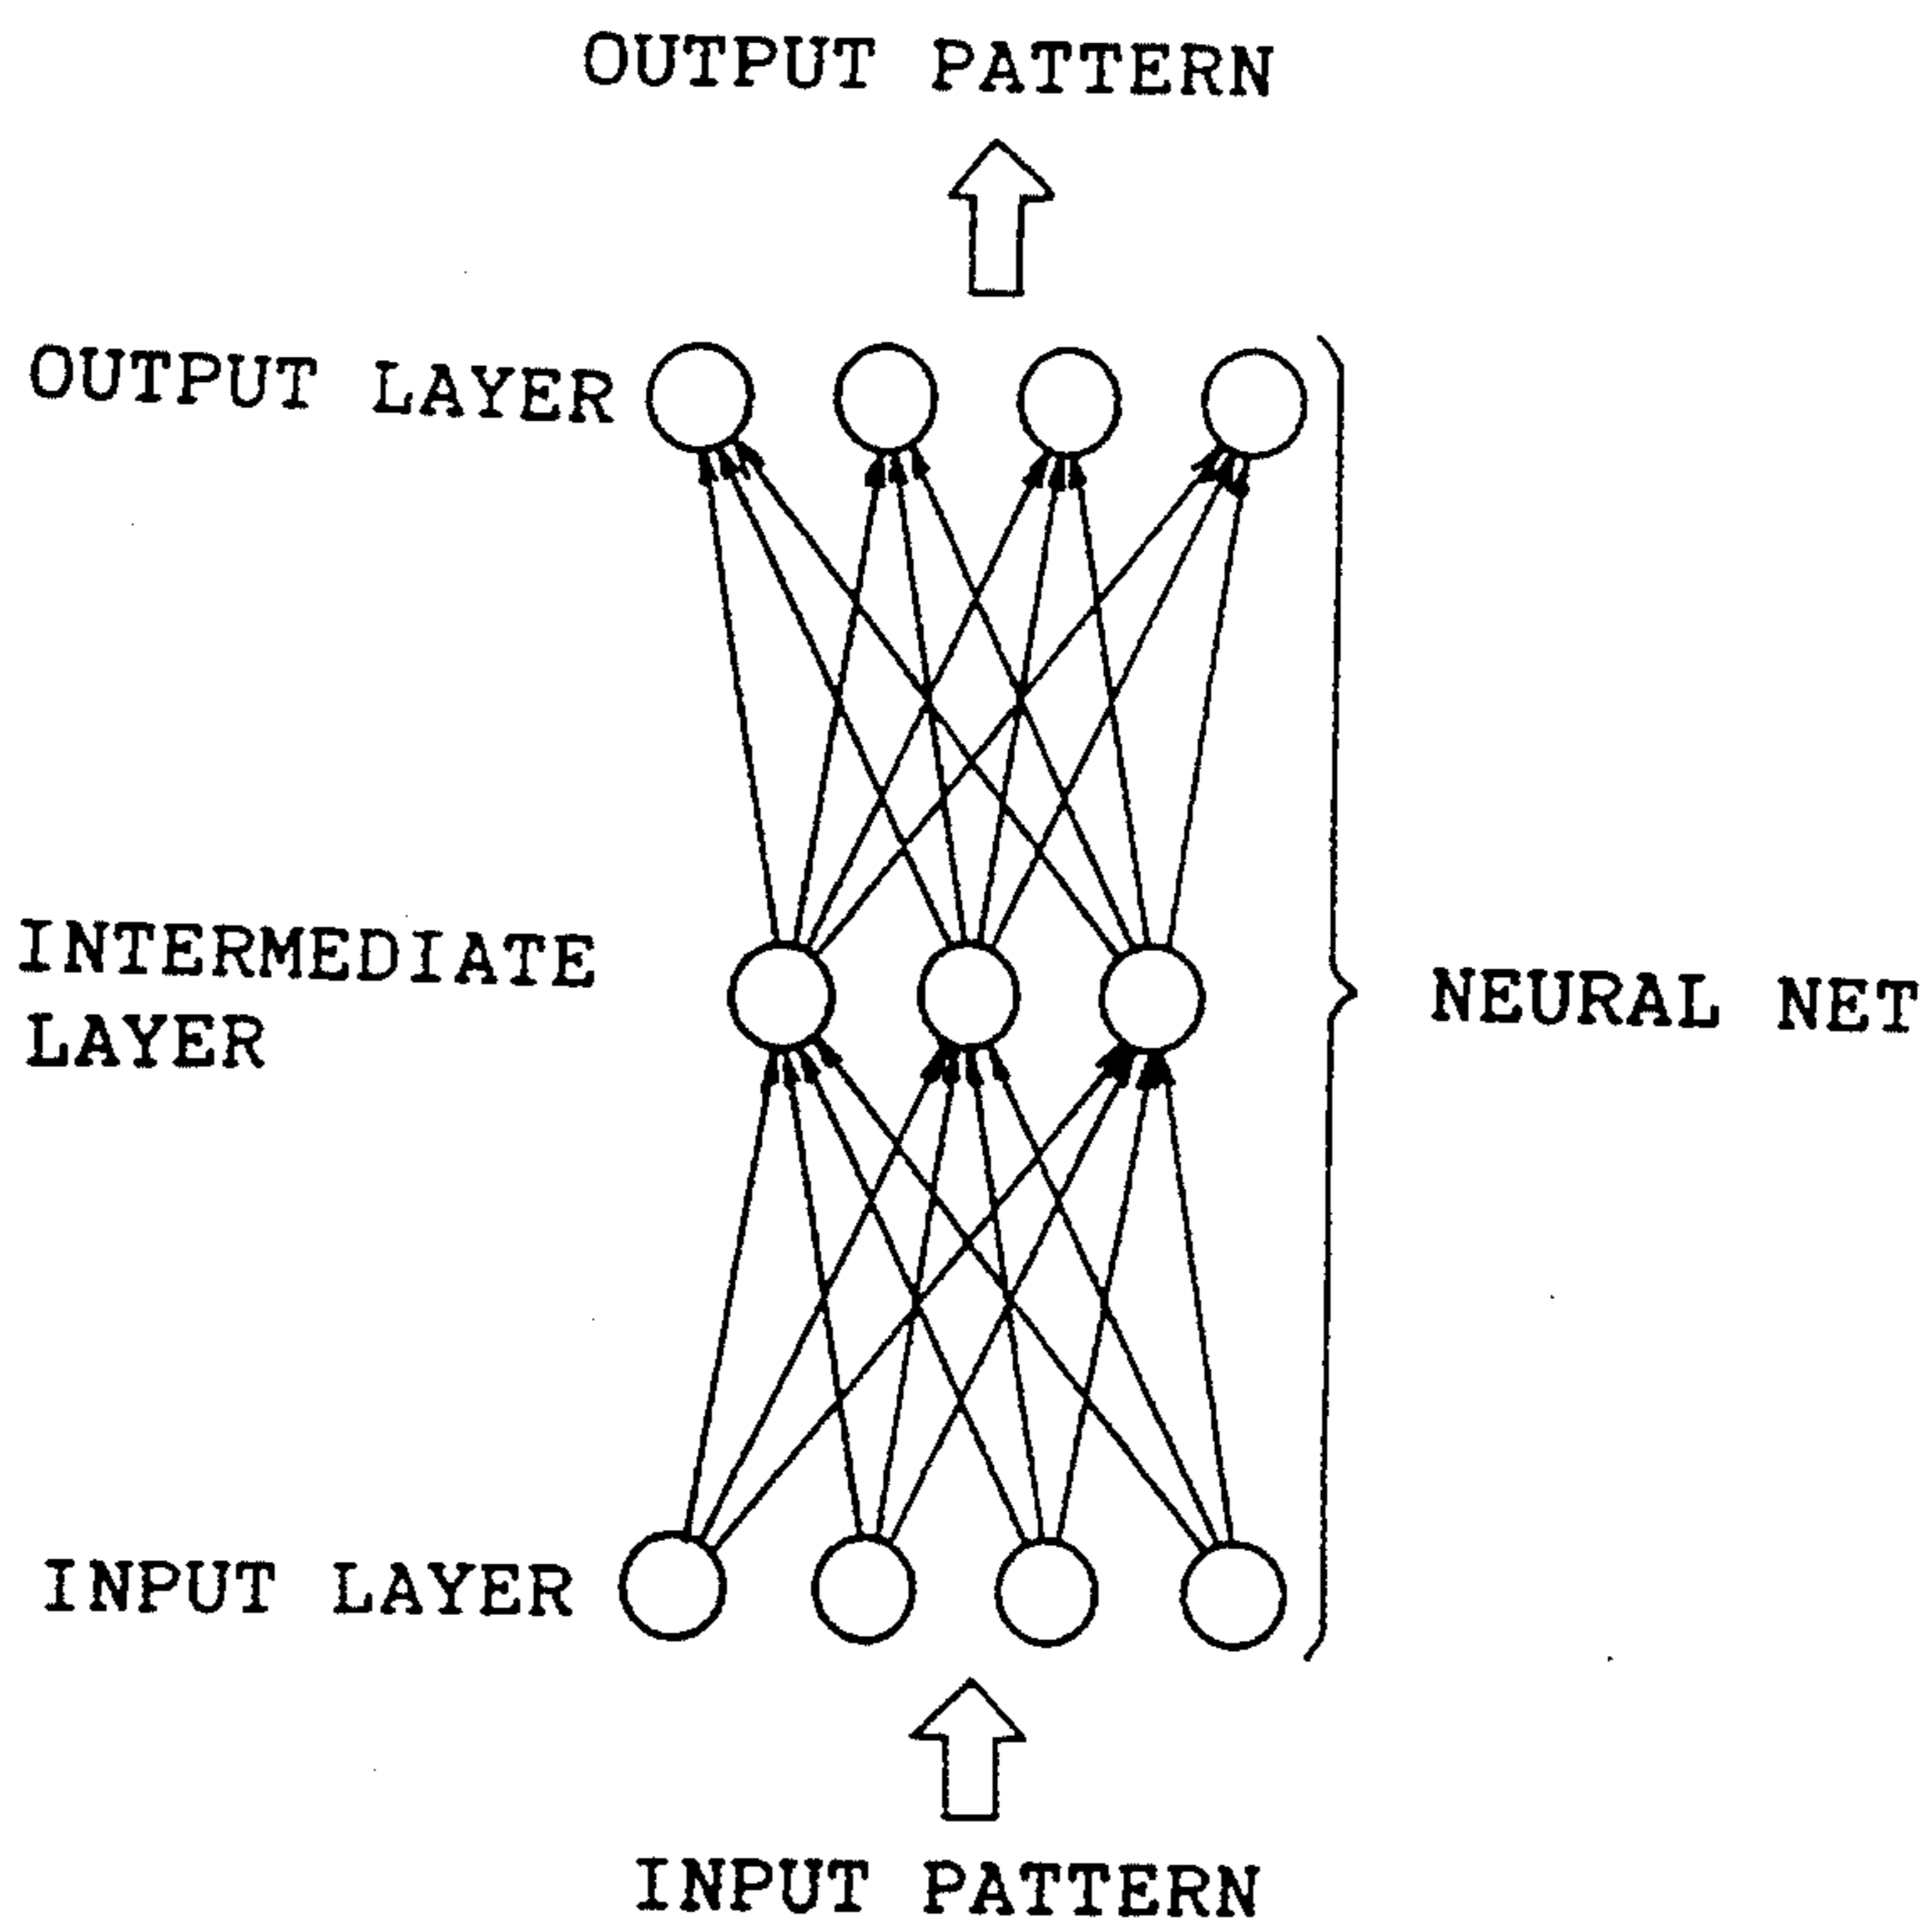 OUTPUT PATTERN
OUTPUT LAYER
INTERMEDIATE
LAYER
NEURAL NET
INPUT LAYER
INPUT PATTERN